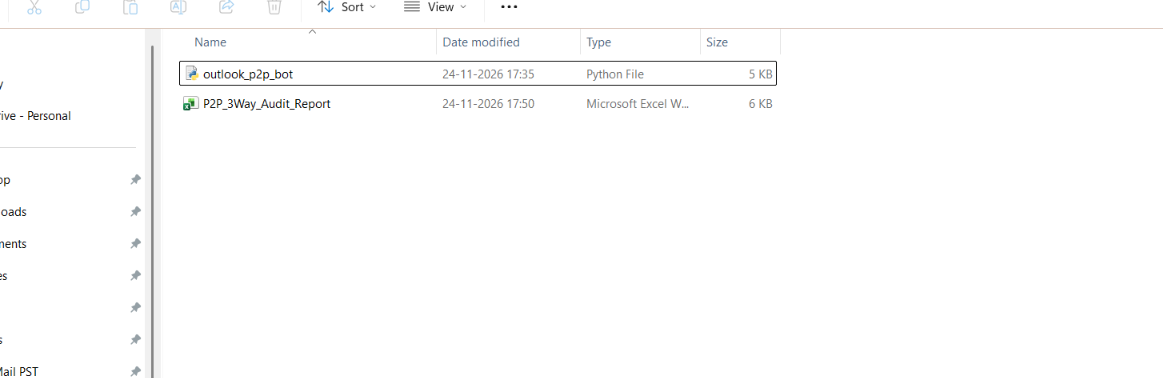 Sort View
Name Date modified Type Size
outlook_p2p_bot 24-11-2026 17:35 Python File 5 KB
P2P_3Way_Audit_Report 24-11-2026 17:50 Microsoft Excel W... 6 KB
y
ive - Personal
op
loads
ments
es
s
Mail PST